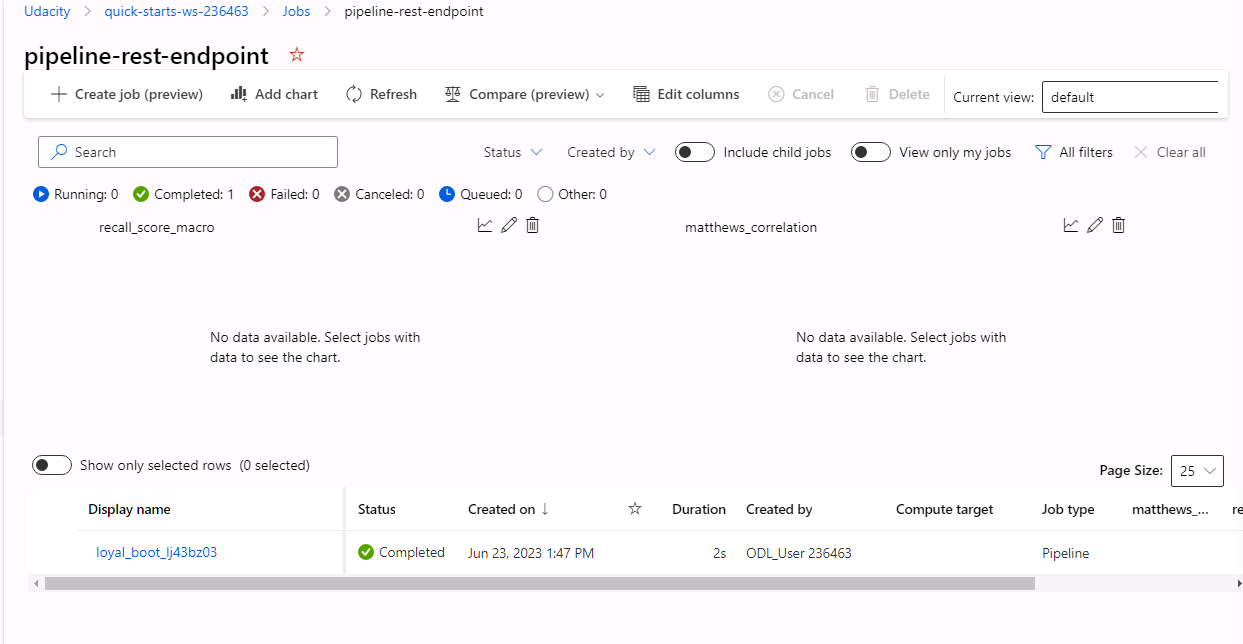 Udacity > quick-starts-ws-236463 > Jobs > pipeline-rest-endpoint
pipeline-rest-endpoint
Create job (preview) Add chart Refresh Compare (preview) Edit columns Cancel Delete Current view: default
Search Status Created by Include child jobs View only my jobs All filters Clear all
Running: 0 Completed: 1 Failed: 0 Canceled: 0 Queued: 0 Other: 0
recall_score_macro matthews_correlation
No data available. Select jobs with No data available. Select jobs with
data to see the chart. data to see the chart.
Show only selected rows (0 selected)
Page Size: 25
Display name Status Created on ↓ Duration Created by Compute target Job type matthews_... re
loyal_boot_lj43bz03 Completed Jun 23, 2023 1:47 PM 2s ODL_User 236463 Pipeline